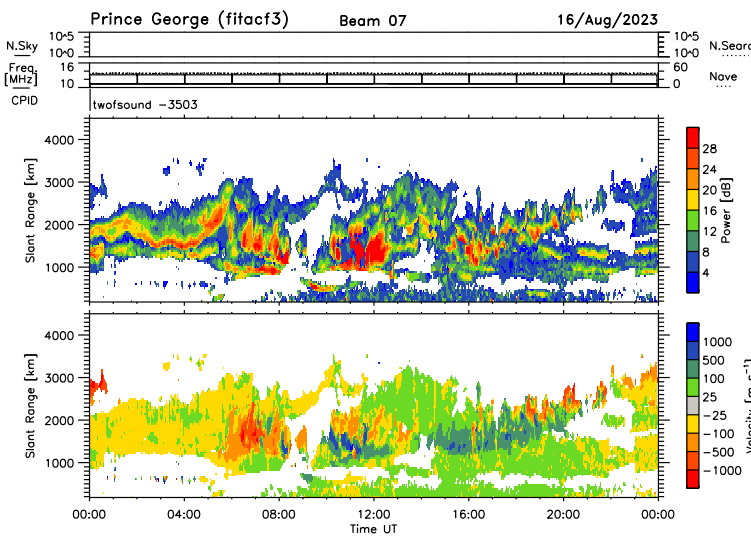 Prince George (fitacf3) Beam 07 16/Aug/2023
N.Sky 10^5 10^0 10^5 10^0 N.Sear
Freq [MHz] 16 10 60 0 Nave
CPID twofsound -3503
Slant Range [km] 4000 3000 2000 1000
Power [dB] 28 24 20 16 12 8 4
Slant Range [km] 4000 3000 2000 1000
Velocity [m s⁻¹] 1000 500 100 25 -25 -100 -500 -1000
00:00 04:00 08:00 12:00 16:00 20:00 00:00
Time UT